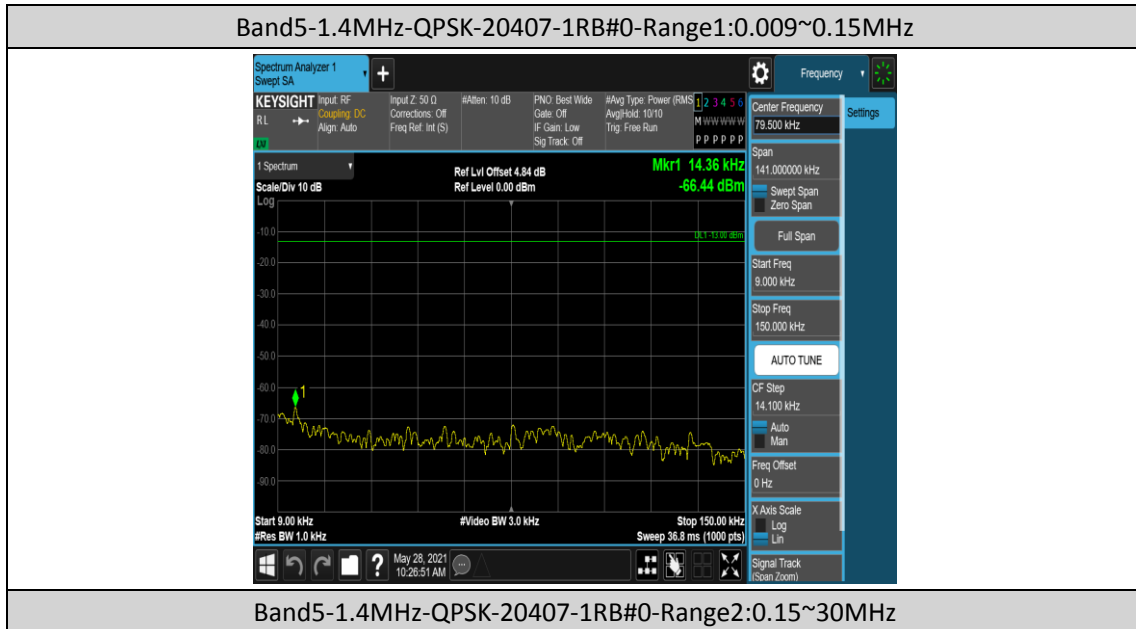 Band5-1.4MHz-QPSK-20407-1RB#0-Range1:0.009~0.15MHz
Spectrum Analyzer 1
Swept SA
+
Frequency
KEYSIGHT
RL
Input: RF
Coupling: DC
Align: Auto
Input Z: 50 Ω
Corrections: Off
Freq Ref: Int (S)
#Atten: 10 dB
PNO: Best Wide
Gate: Off
IF Gain: Low
Sig Track: Off
#Avg Type: Power (RMS
Avg|Hold: 10/10
Trig: Free Run
1 2 3 4 5 6
M W W W W W
P P P P P P
Settings
Center Frequency
79.500 kHz
1 Spectrum
Ref Lvl Offset 4.84 dB
Mkr1 14.36 kHz
Scale/Div 10 dB
Ref Level 0.00 dBm
-66.44 dBm
Log
-10.0
DL1 -13.00 dBm
-20.0
-30.0
-40.0
-50.0
-60.0
1
-70.0
-80.0
-90.0
Start 9.00 kHz
#Video BW 3.0 kHz
Stop 150.00 kHz
#Res BW 1.0 kHz
Sweep 36.8 ms (1000 pts)
Span
141.000000 kHz
Swept Span
Zero Span
Full Span
Start Freq
9.000 kHz
Stop Freq
150.000 kHz
AUTO TUNE
CF Step
14.100 kHz
Auto
Man
Freq Offset
0 Hz
X Axis Scale
Log
Lin
Signal Track
(Span Zoom)
?
May 28, 2021
10:26:51 AM
Band5-1.4MHz-QPSK-20407-1RB#0-Range2:0.15~30MHz